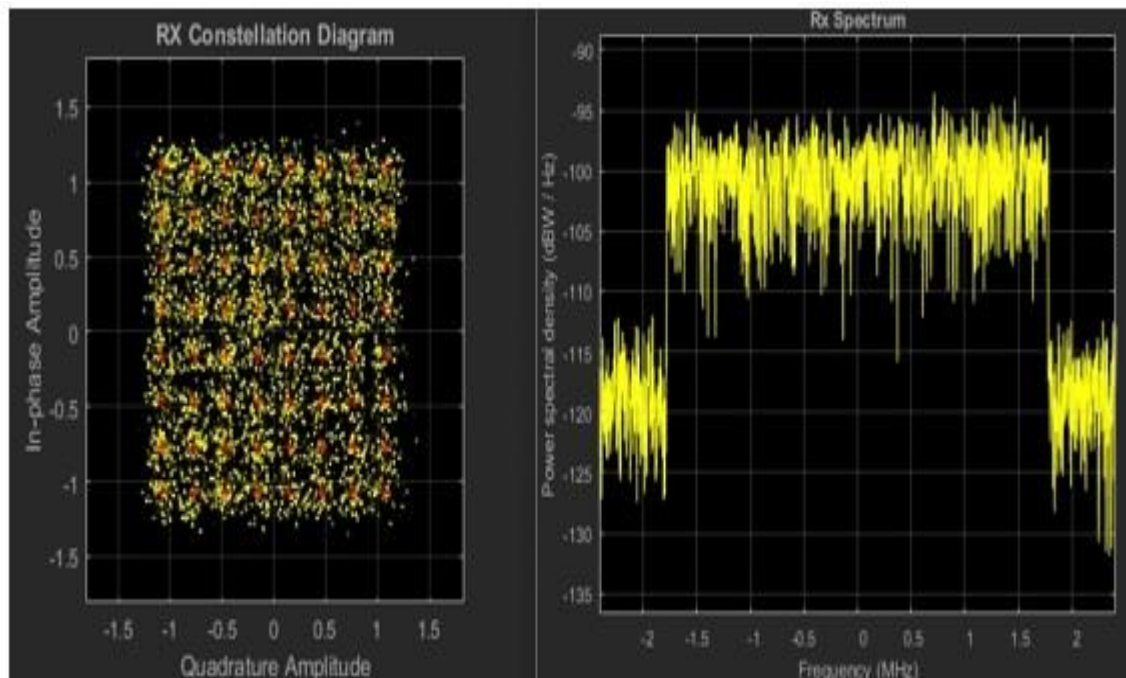 RX Constellation Diagram
1.5
1
0.5
0
-0.5
-1
-1.5
In-phase Amplitude
-1.5 -1 -0.5 0 0.5 1 1.5
Quadrature Amplitude
Rx Spectrum
-90
-95
-100
-105
-110
-115
-120
-125
-130
-135
Power spectral density (dBW / Hz)
-2 -1.5 -1 -0.5 0 0.5 1 1.5 2
Frequency (MHz)